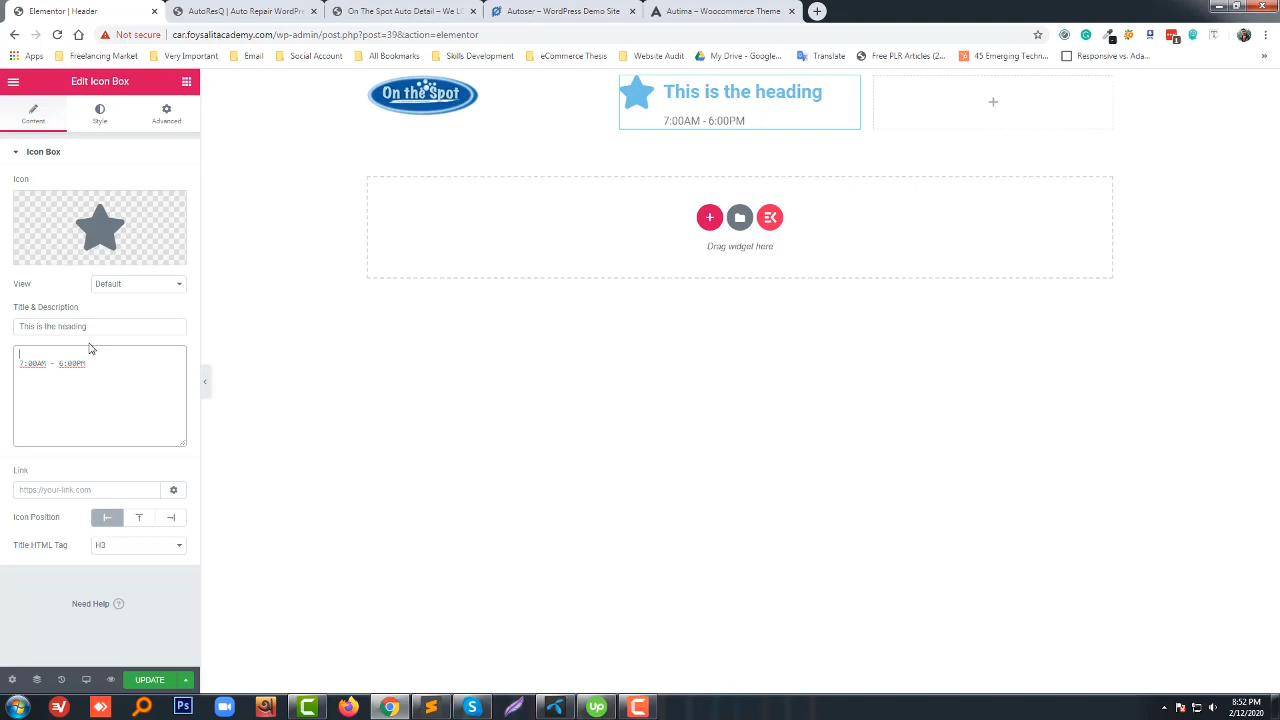 Elementor | Header
AutoResQ | Auto Repair WordPr
On The Spot Auto Detail – We LO
Autoser – WordPress Demo Site
Autima – Woocommerce Theme
Not secure | car.foysalitacademy.com/wp-admin/post.php?post=39&action=elementor
Apps
Freelancing Market
Very Important
Email
Social Account
All Bookmarks
Skills Development
eCommerce Thesis
Website Audit
My Drive - Google...
Translate
Free PLR Articles (2...
45 Emerging Tech...
Responsive vs. Ada...
»
Edit Icon Box
Content
Style
Advanced
Icon Box
Icon
View
Default
Title & Description
This is the heading
7:00AM - 6:00PM
Link
https://your-link.com
Icon Position
Title HTML Tag
H3
Need Help ?
UPDATE
On the Spot
This is the heading
7:00AM - 6:00PM
Drag widget here
8:52 PM
2/12/2020